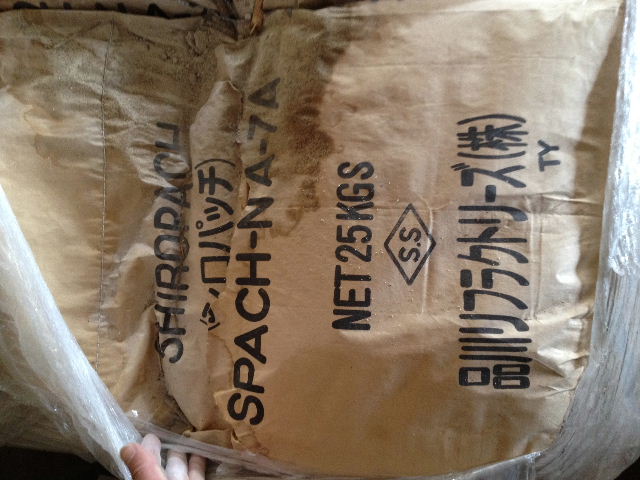 SHIROPACH
(シロパッチ)
SPACH-N A-7A
NET 25 KGS
S.S
品川リフラクトリーズ(株)
TY